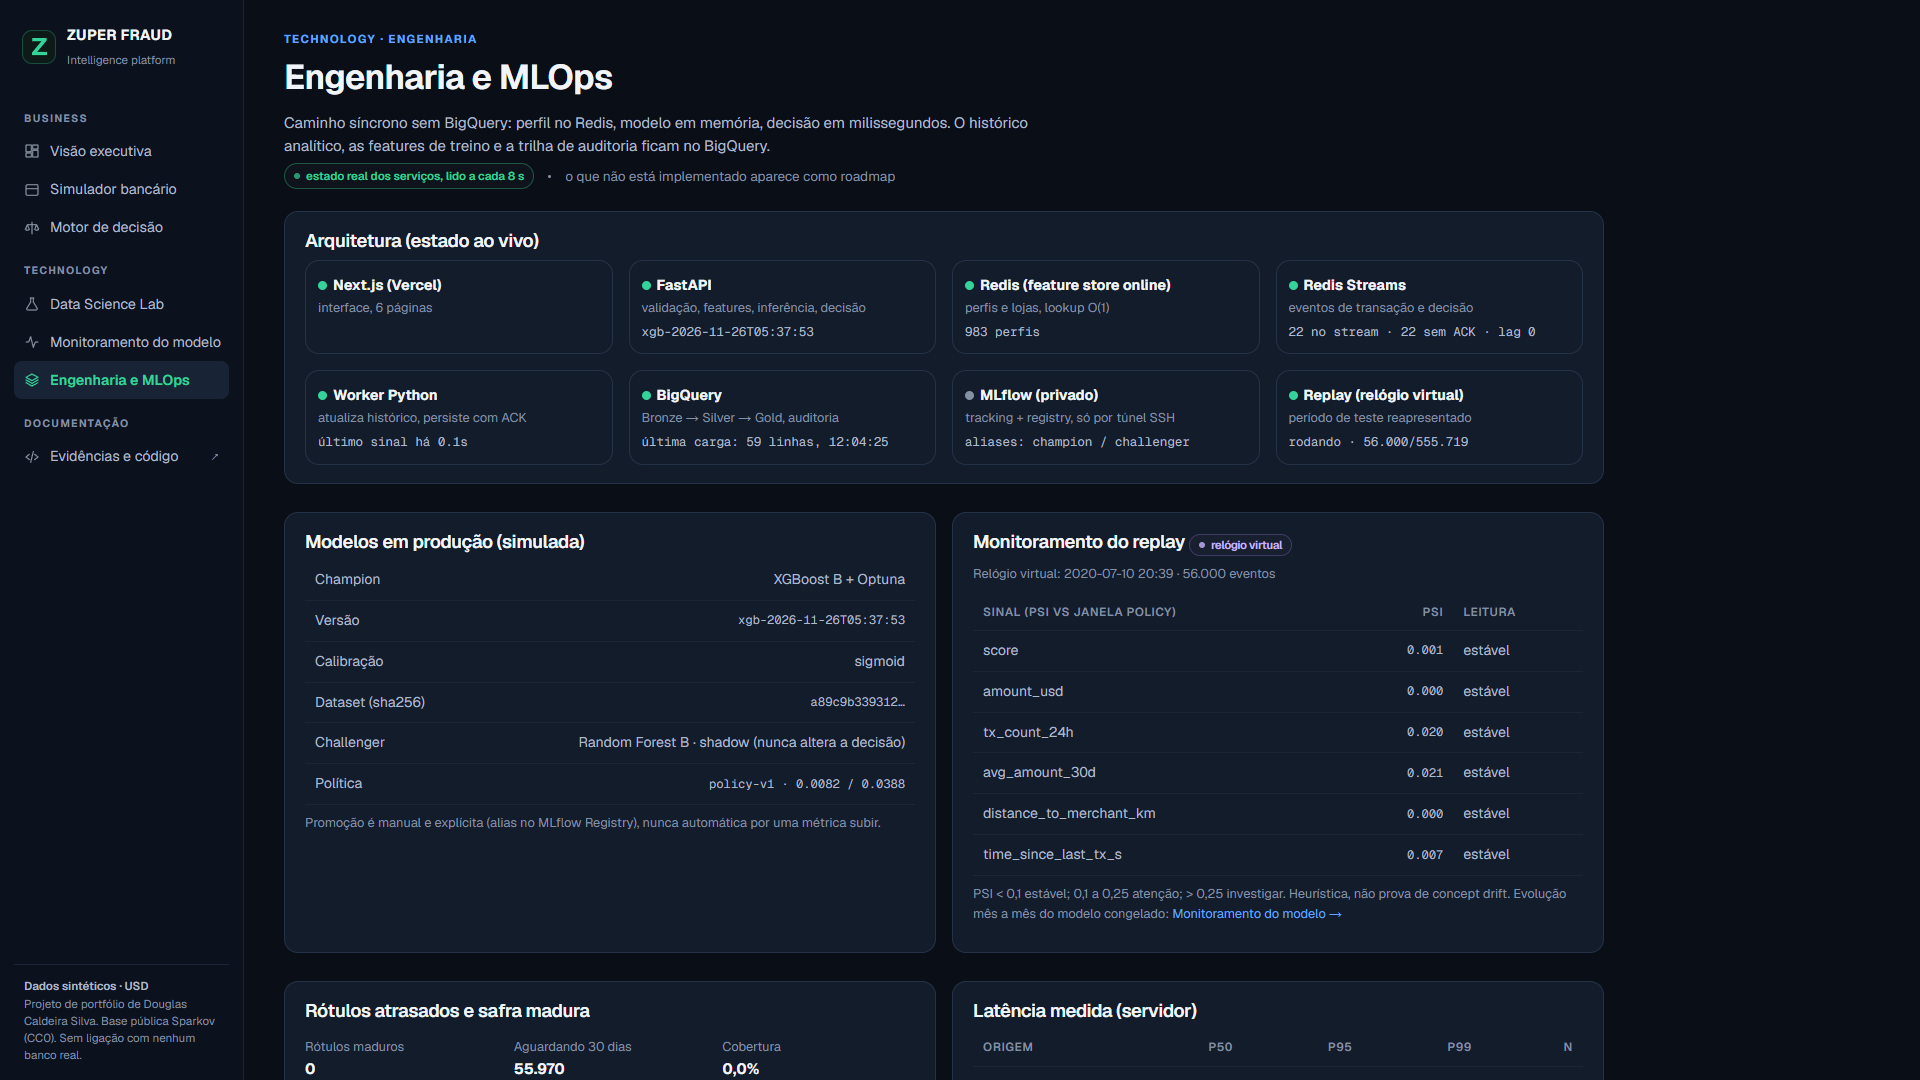 Z
ZUPER FRAUD
Intelligence platform
BUSINESS
Visão executiva
Simulador bancário
Motor de decisão
TECHNOLOGY
Data Science Lab
Monitoramento do modelo
Engenharia e MLOps
DOCUMENTAÇÃO
Evidências e código ↗
Dados sintéticos · USD
Projeto de portfólio de Douglas
Caldeira Silva. Base pública Sparkov
(CC0). Sem ligação com nenhum
banco real.
TECHNOLOGY · ENGENHARIA
Engenharia e MLOps
Caminho síncrono sem BigQuery: perfil no Redis, modelo em memória, decisão em milissegundos. O histórico
analítico, as features de treino e a trilha de auditoria ficam no BigQuery.
estado real dos serviços, lido a cada 8 s · o que não está implementado aparece como roadmap
Arquitetura (estado ao vivo)
Next.js (Vercel)
interface, 6 páginas
FastAPI
validação, features, inferência, decisão
xgb-2026-11-26T05:37:53
Redis (feature store online)
perfis e lojas, lookup O(1)
983 perfis
Redis Streams
eventos de transação e decisão
22 no stream · 22 sem ACK · lag 0
Worker Python
atualiza histórico, persiste com ACK
último sinal há 0.1s
BigQuery
Bronze → Silver → Gold, auditoria
última carga: 59 linhas, 12:04:25
MLflow (privado)
tracking + registry, só por túnel SSH
aliases: champion / challenger
Replay (relógio virtual)
período de teste reapresentado
rodando · 56.000/555.719
Modelos em produção (simulada)
Champion XGBoost B + Optuna
Versão xgb-2026-11-26T05:37:53
Calibração sigmoid
Dataset (sha256) a89c9b339312…
Challenger Random Forest B · shadow (nunca altera a decisão)
Política policy-v1 · 0.0082 / 0.0388
Promoção é manual e explícita (alias no MLflow Registry), nunca automática por uma métrica subir.
Monitoramento do replay relógio virtual
Relógio virtual: 2020-07-10 20:39 · 56.000 eventos
SINAL (PSI VS JANELA POLICY) PSI LEITURA
score 0.001 estável
amount_usd 0.000 estável
tx_count_24h 0.020 estável
avg_amount_30d 0.021 estável
distance_to_merchant_km 0.000 estável
time_since_last_tx_s 0.007 estável
PSI < 0,1 estável; 0,1 a 0,25 atenção; > 0,25 investigar. Heurística, não prova de concept drift. Evolução
mês a mês do modelo congelado: Monitoramento do modelo →
Rótulos atrasados e safra madura
Rótulos maduros Aguardando 30 dias Cobertura
0 55.970 0,0%
Latência medida (servidor)
ORIGEM P50 P95 P99 N